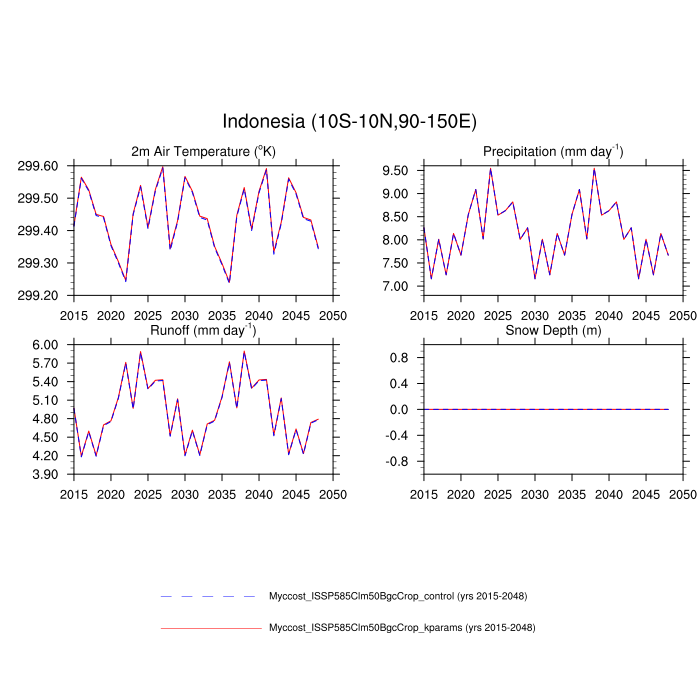 Indonesia (10S-10N,90-150E)
2m Air Temperature (°K)
299.60
299.50
299.40
299.30
299.20
2015 2020 2025 2030 2035 2040 2045 2050
Precipitation (mm day⁻¹)
9.50
9.00
8.50
8.00
7.50
7.00
2015 2020 2025 2030 2035 2040 2045 2050
Runoff (mm day⁻¹)
6.00
5.70
5.40
5.10
4.80
4.50
4.20
3.90
2015 2020 2025 2030 2035 2040 2045 2050
Snow Depth (m)
0.8
0.4
0.0
-0.4
-0.8
2015 2020 2025 2030 2035 2040 2045 2050
Myccost_ISSP585Clm50BgcCrop_control (yrs 2015-2048)
Myccost_ISSP585Clm50BgcCrop_kparams (yrs 2015-2048)